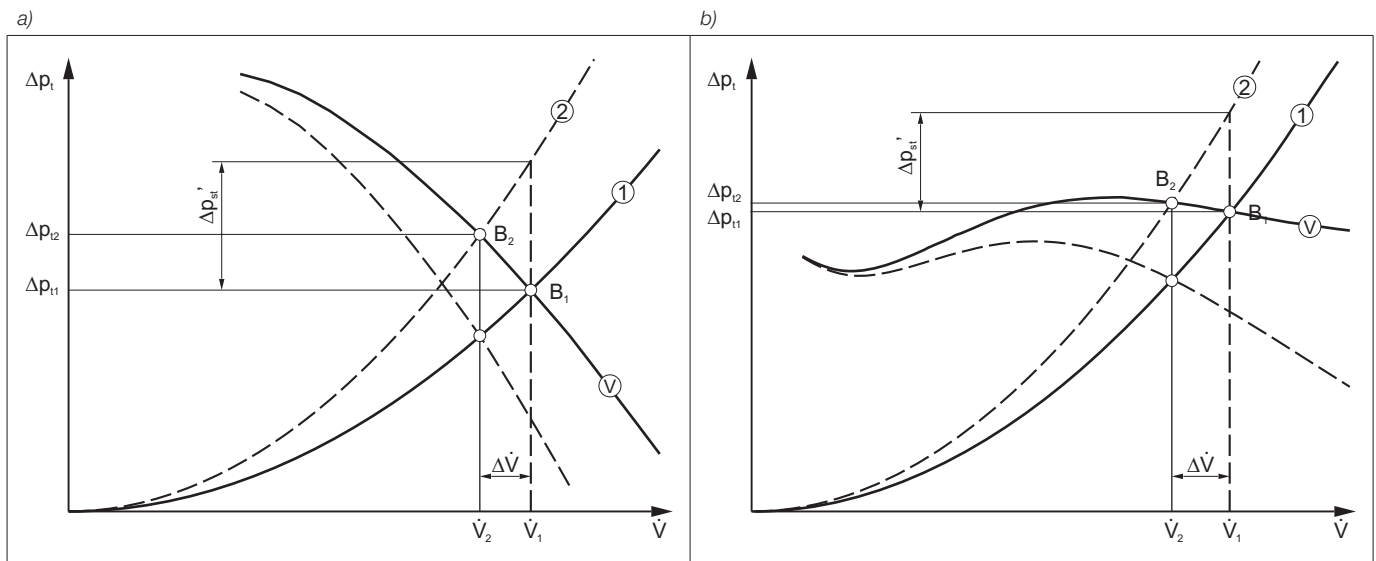 a)
Δpₜ
2
Δpₛₜ'
1
Δpₜ₂
B₂
Δpₜ₁
B₁
V
ΔV̇
V̇₂ V̇₁ V̇
b)
Δpₜ
2
1
Δpₛₜ'
Δpₜ₂
B₂
Δpₜ₁
B₁
V
ΔV̇
V̇₂ V̇₁ V̇